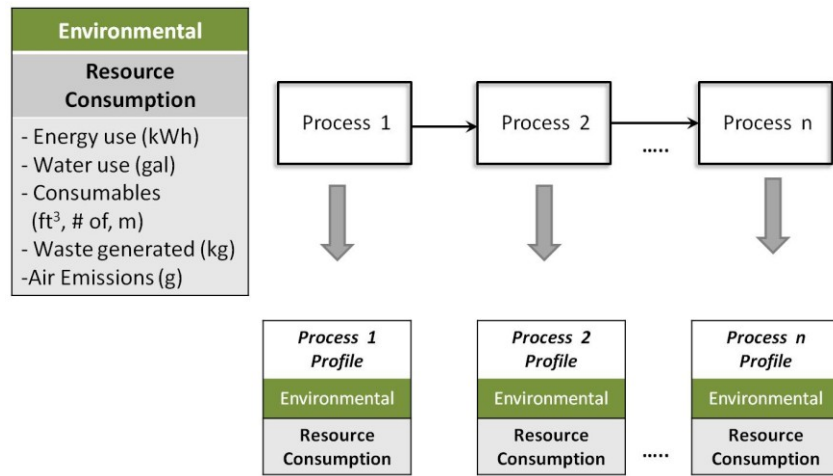 Environmental
Resource
Consumption
- Energy use (kWh)
- Water use (gal)
- Consumables
(ft³, # of, m)
- Waste generated (kg)
-Air Emissions (g)
Process 1
Process 2
.....
Process n
Process 1
Profile
Environmental
Resource
Consumption
Process 2
Profile
Environmental
Resource
Consumption
.....
Process n
Profile
Environmental
Resource
Consumption